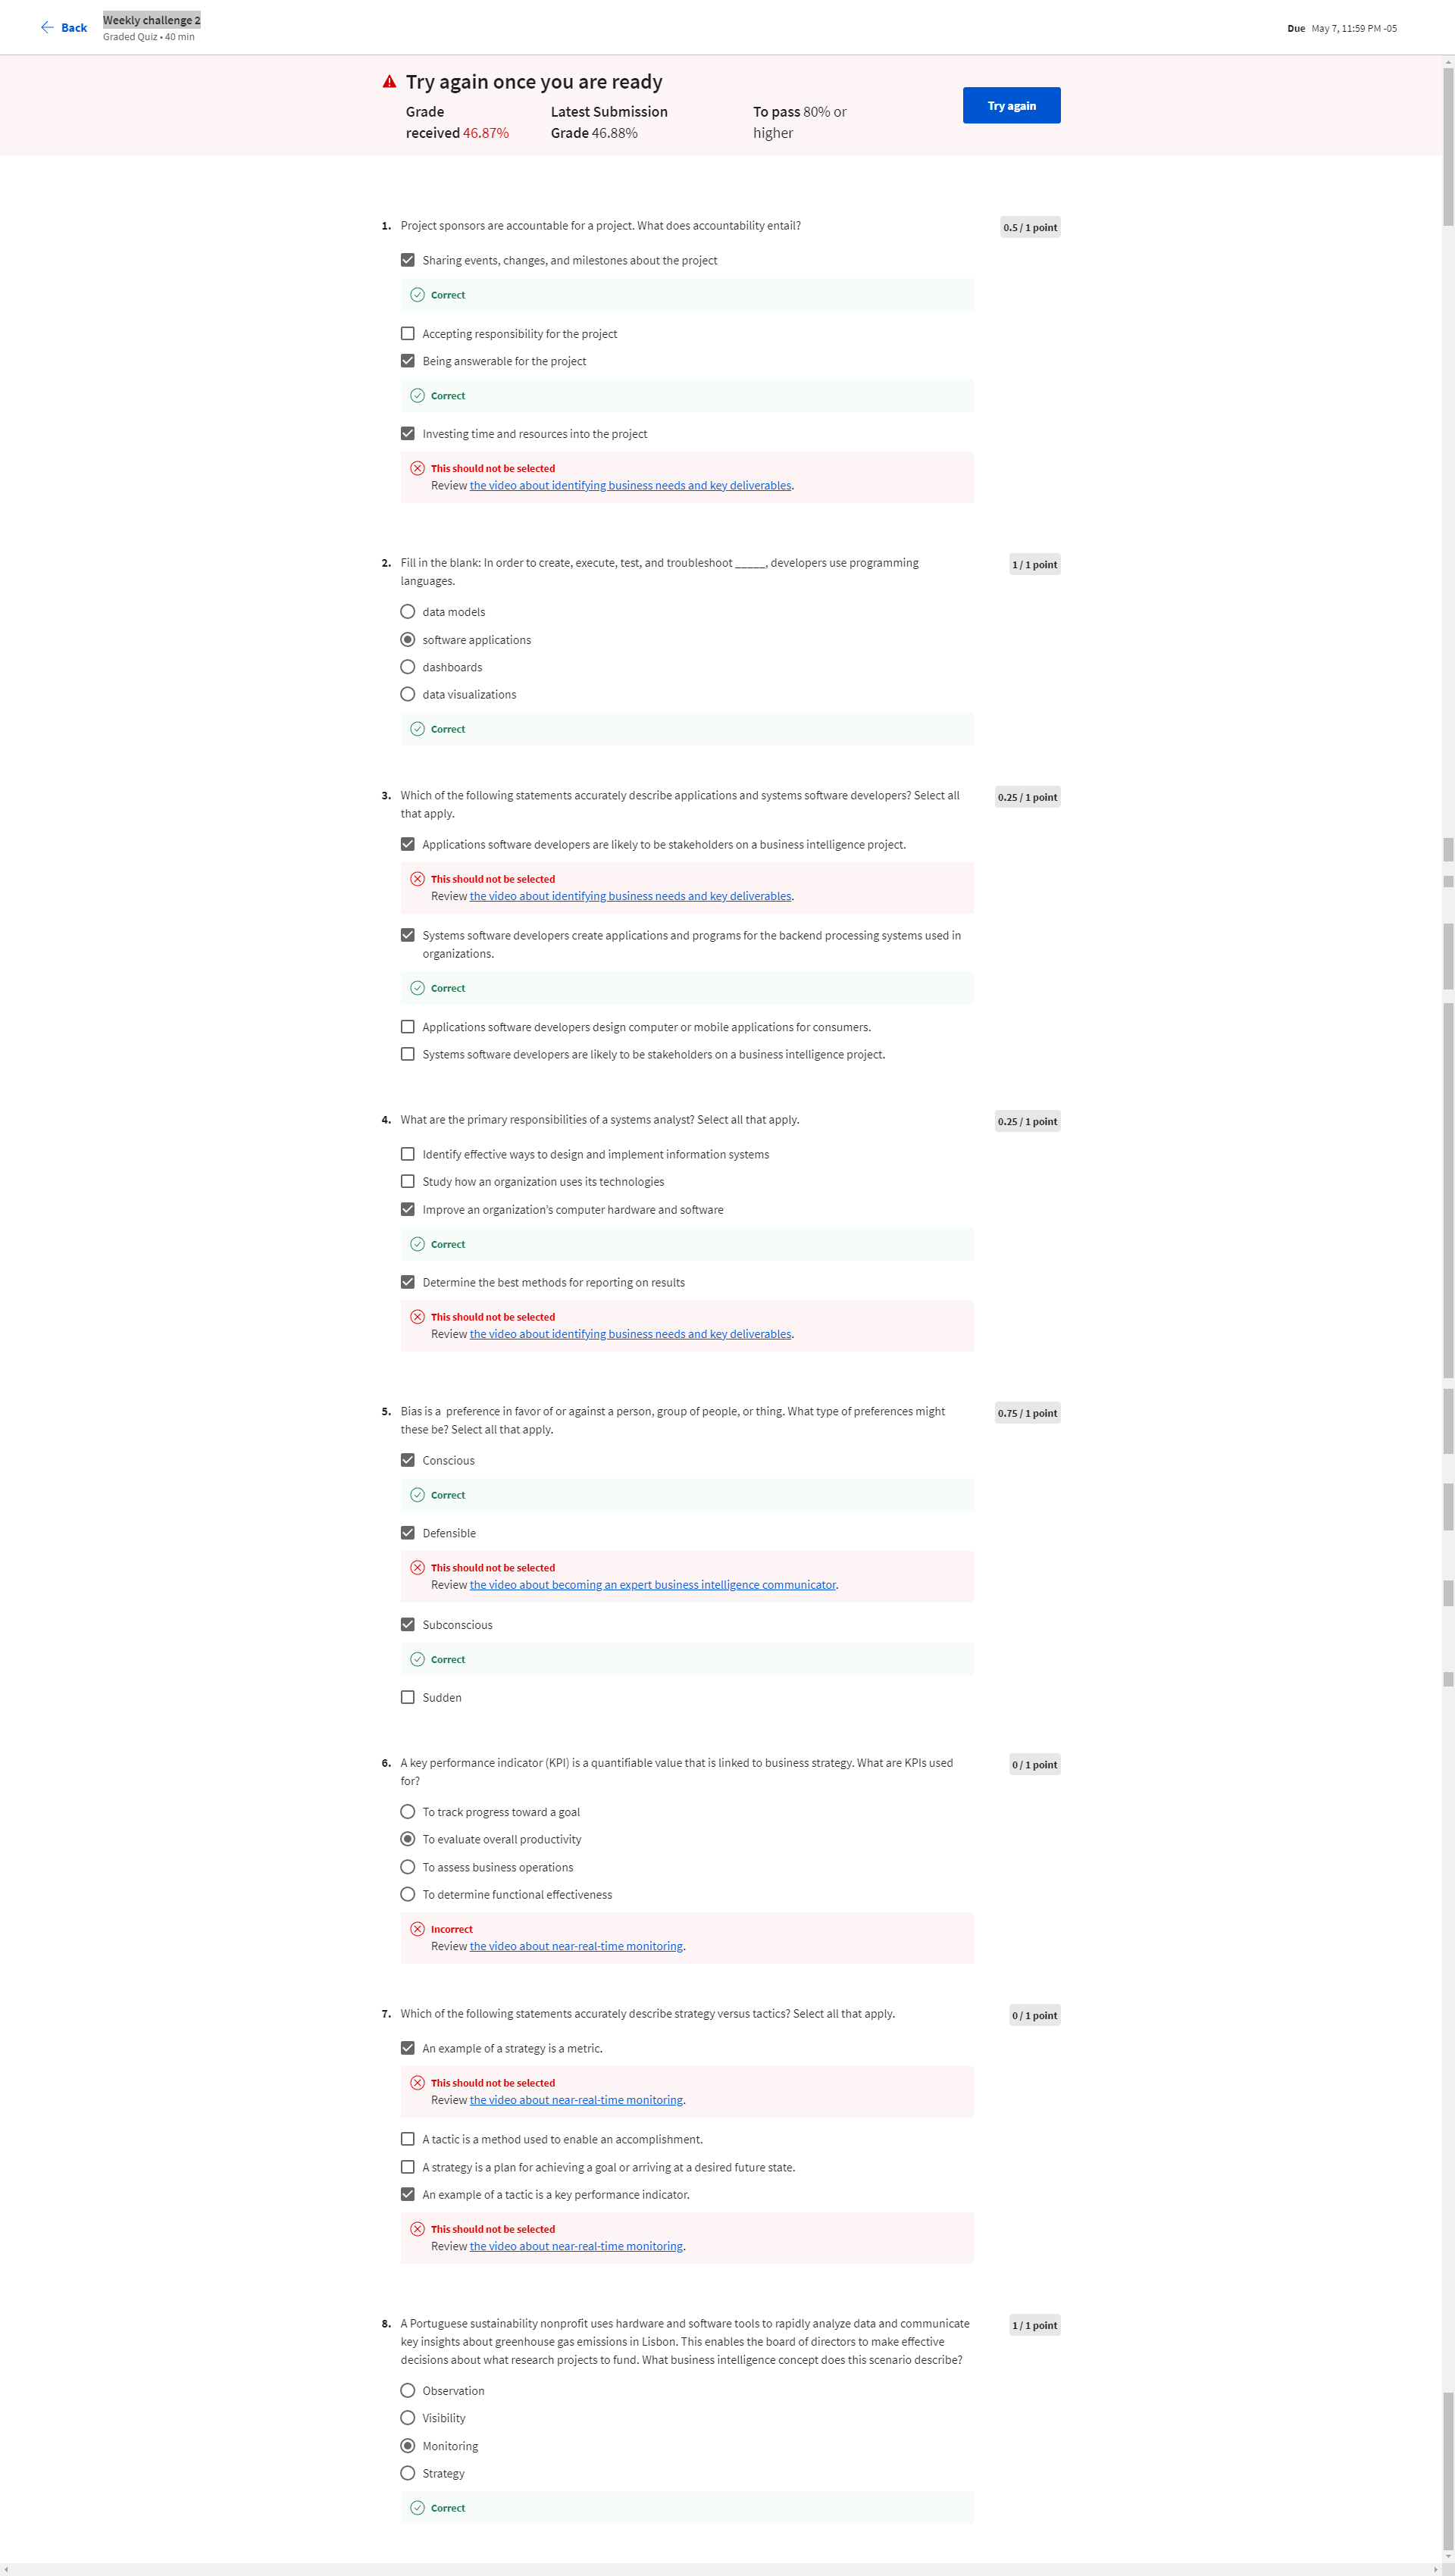 Back
Weekly challenge 2
Graded Quiz • 40 min
Due May 7, 11:59 PM -05
Try again once you are ready
Grade
received 46.87%
Latest Submission
Grade 46.88%
To pass 80% or
higher
Try again
1. Project sponsors are accountable for a project. What does accountability entail?
0.5 / 1 point
Sharing events, changes, and milestones about the project
Correct
Accepting responsibility for the project
Being answerable for the project
Correct
Investing time and resources into the project
This should not be selected
Review the video about identifying business needs and key deliverables.
2. Fill in the blank: In order to create, execute, test, and troubleshoot _____, developers use programming
languages.
1 / 1 point
data models
software applications
dashboards
data visualizations
Correct
3. Which of the following statements accurately describe applications and systems software developers? Select all
that apply.
0.25 / 1 point
Applications software developers are likely to be stakeholders on a business intelligence project.
This should not be selected
Review the video about identifying business needs and key deliverables.
Systems software developers create applications and programs for the backend processing systems used in
organizations.
Correct
Applications software developers design computer or mobile applications for consumers.
Systems software developers are likely to be stakeholders on a business intelligence project.
4. What are the primary responsibilities of a systems analyst? Select all that apply.
0.25 / 1 point
Identify effective ways to design and implement information systems
Study how an organization uses its technologies
Improve an organization's computer hardware and software
Correct
Determine the best methods for reporting on results
This should not be selected
Review the video about identifying business needs and key deliverables.
5. Bias is a preference in favor of or against a person, group of people, or thing. What type of preferences might
these be? Select all that apply.
0.75 / 1 point
Conscious
Correct
Defensible
This should not be selected
Review the video about becoming an expert business intelligence communicator.
Subconscious
Correct
Sudden
6. A key performance indicator (KPI) is a quantifiable value that is linked to business strategy. What are KPIs used
for?
0 / 1 point
To track progress toward a goal
To evaluate overall productivity
To assess business operations
To determine functional effectiveness
Incorrect
Review the video about near-real-time monitoring.
7. Which of the following statements accurately describe strategy versus tactics? Select all that apply.
0 / 1 point
An example of a strategy is a metric.
This should not be selected
Review the video about near-real-time monitoring.
A tactic is a method used to enable an accomplishment.
A strategy is a plan for achieving a goal or arriving at a desired future state.
An example of a tactic is a key performance indicator.
This should not be selected
Review the video about near-real-time monitoring.
8. A Portuguese sustainability nonprofit uses hardware and software tools to rapidly analyze data and communicate
key insights about greenhouse gas emissions in Lisbon. This enables the board of directors to make effective
decisions about what research projects to fund. What business intelligence concept does this scenario describe?
1 / 1 point
Observation
Visibility
Monitoring
Strategy
Correct